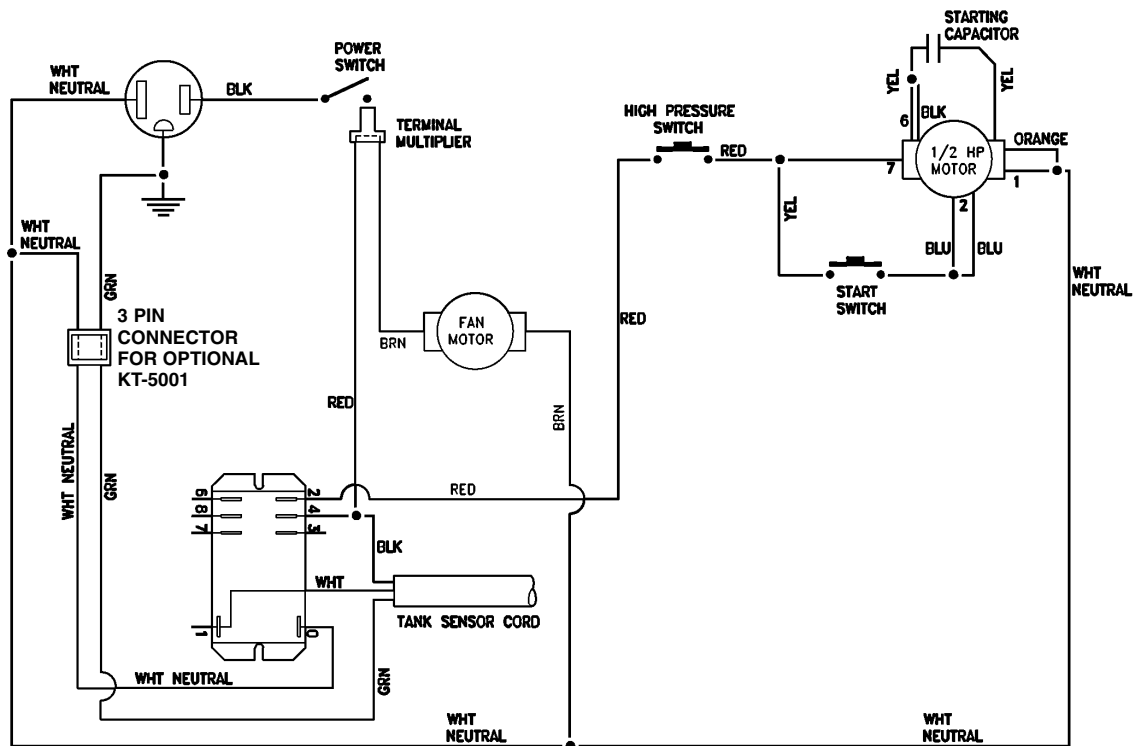 STARTING
CAPACITOR
POWER
SWITCH
WHT
NEUTRAL
BLK
YEL
YEL
HIGH PRESSURE
SWITCH
6
BLK
TERMINAL
MULTIPLIER
ORANGE
RED
1/2 HP
MOTOR
7
1
2
WHT
NEUTRAL
YEL
BLU
BLU
GRN
WHT
NEUTRAL
START
SWITCH
3 PIN
CONNECTOR
FOR OPTIONAL
KT-5001
FAN
MOTOR
RED
BRN
RED
BRN
WHT NEUTRAL
GRN
RED
6
2
8
4
7
3
BLK
WHT
TANK SENSOR CORD
1
0
WHT NEUTRAL
GRN
WHT
NEUTRAL
WHT
NEUTRAL